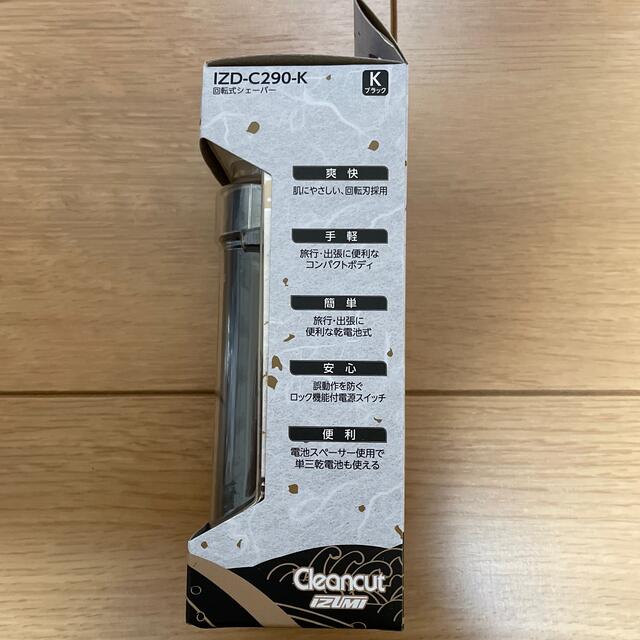 IZD-C290-K
回転式シェーバー
K
ブラック
爽快
肌にやさしい、回転刃採用
手軽
旅行・出張に便利な
コンパクトボディ
簡単
旅行・出張に
便利な乾電池式
安心
誤動作を防ぐ
ロック機能付電源スイッチ
便利
電池スペーサー使用で
単三乾電池も使える
Cleancut
IZUMI